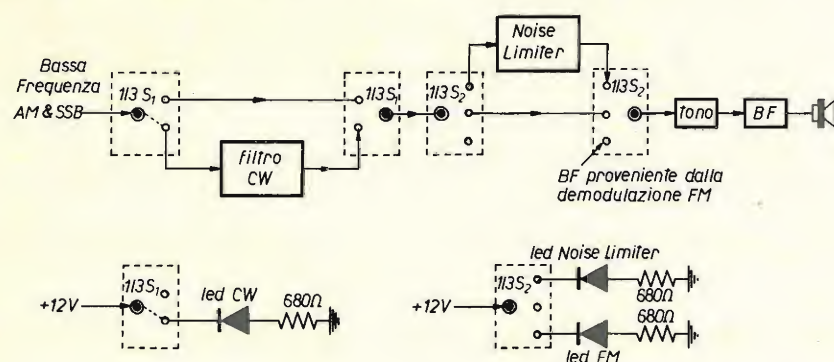 Noise
Limiter
Bassa
Frequenza
AM & SSB
1/3 S1
1/3 S1
1/3 S2
1/3 S2
filtro
CW
tono
BF
BF proveniente dalla
demodulazione FM
+12V
1/3 S1
led CW
680Ω
+12V
1/3 S2
led Noise Limiter
680Ω
680Ω
led FM